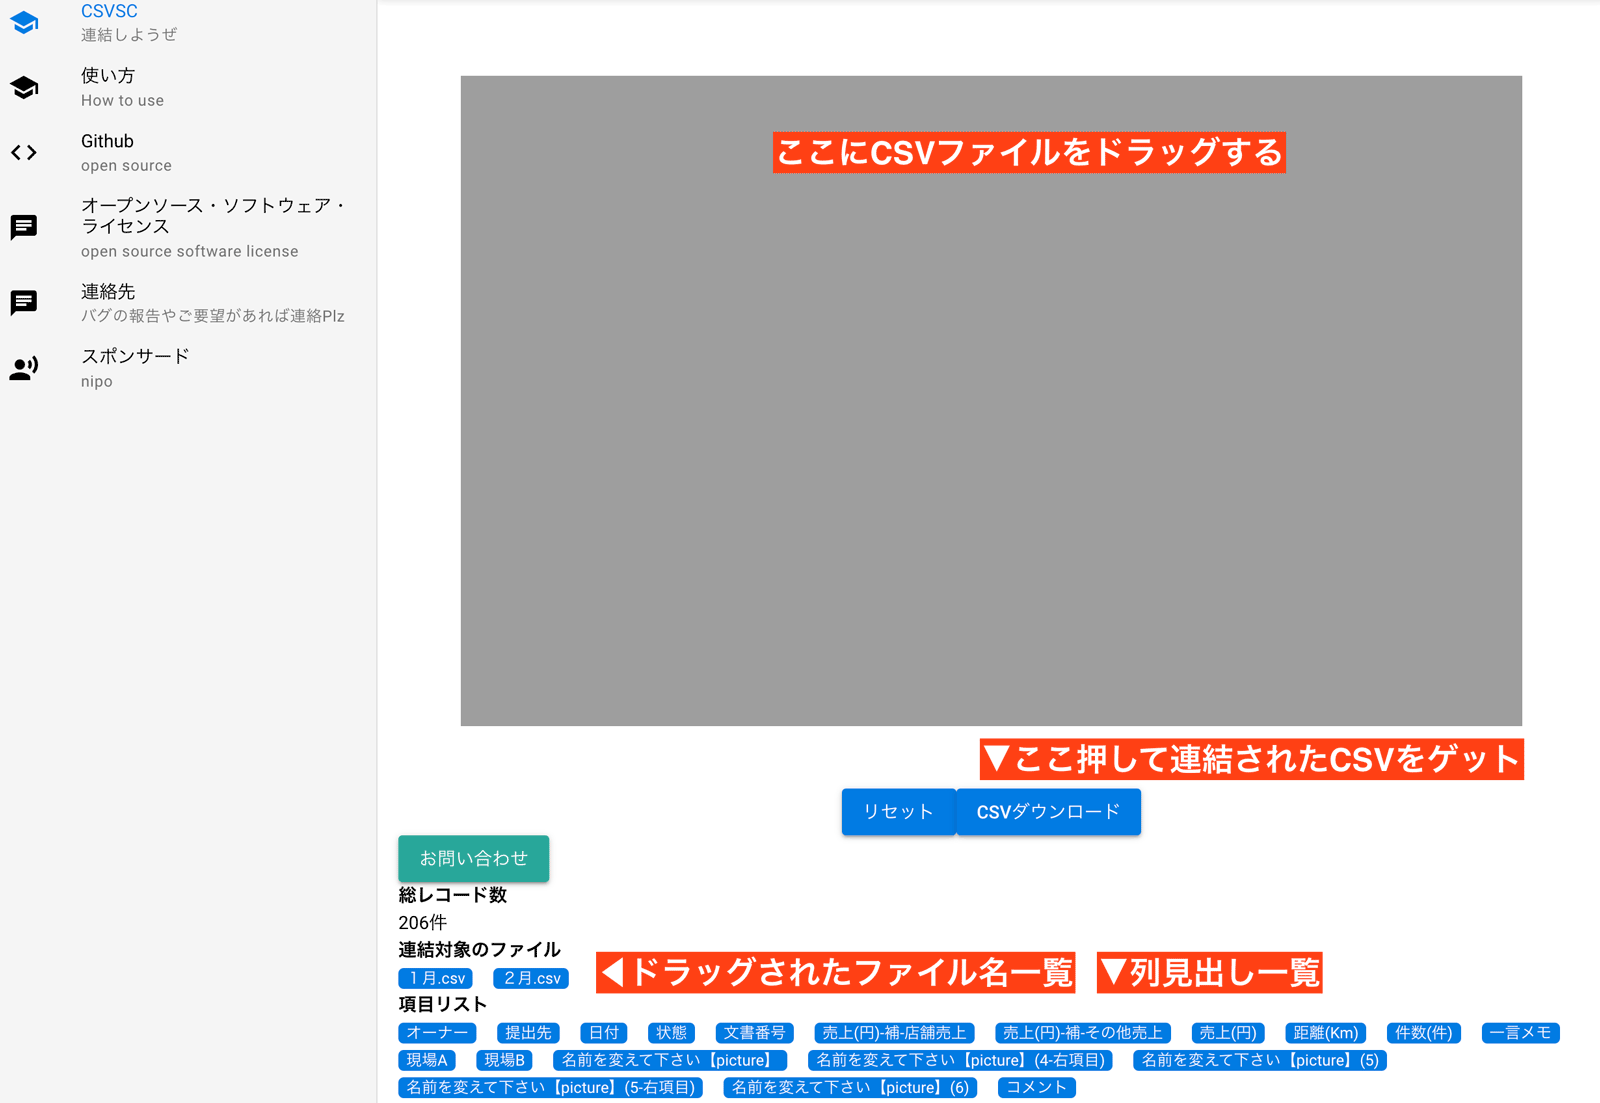 CSVSC
連結しようぜ
使い方
How to use
Github
open source
オープンソース・ソフトウェア・
ライセンス
open source software license
連絡先
バグの報告やご要望があれば連絡Plz
スポンサード
nipo
ここにCSVファイルをドラッグする
▼ここ押して連結されたCSVをゲット
リセット CSVダウンロード
お問い合わせ
総レコード数
206件
連結対象のファイル
１月.csv ２月.csv ◀ドラッグされたファイル名一覧 ▼列見出し一覧
項目リスト
オーナー 提出先 日付 状態 文書番号 売上(円)-補-店舗売上 売上(円)-補-その他売上 売上(円) 距離(Km) 件数(件) 一言メモ
現場A 現場B 名前を変えて下さい【picture】 名前を変えて下さい【picture】(4-右項目) 名前を変えて下さい【picture】(5)
名前を変えて下さい【picture】(5-右項目) 名前を変えて下さい【picture】(6) コメント